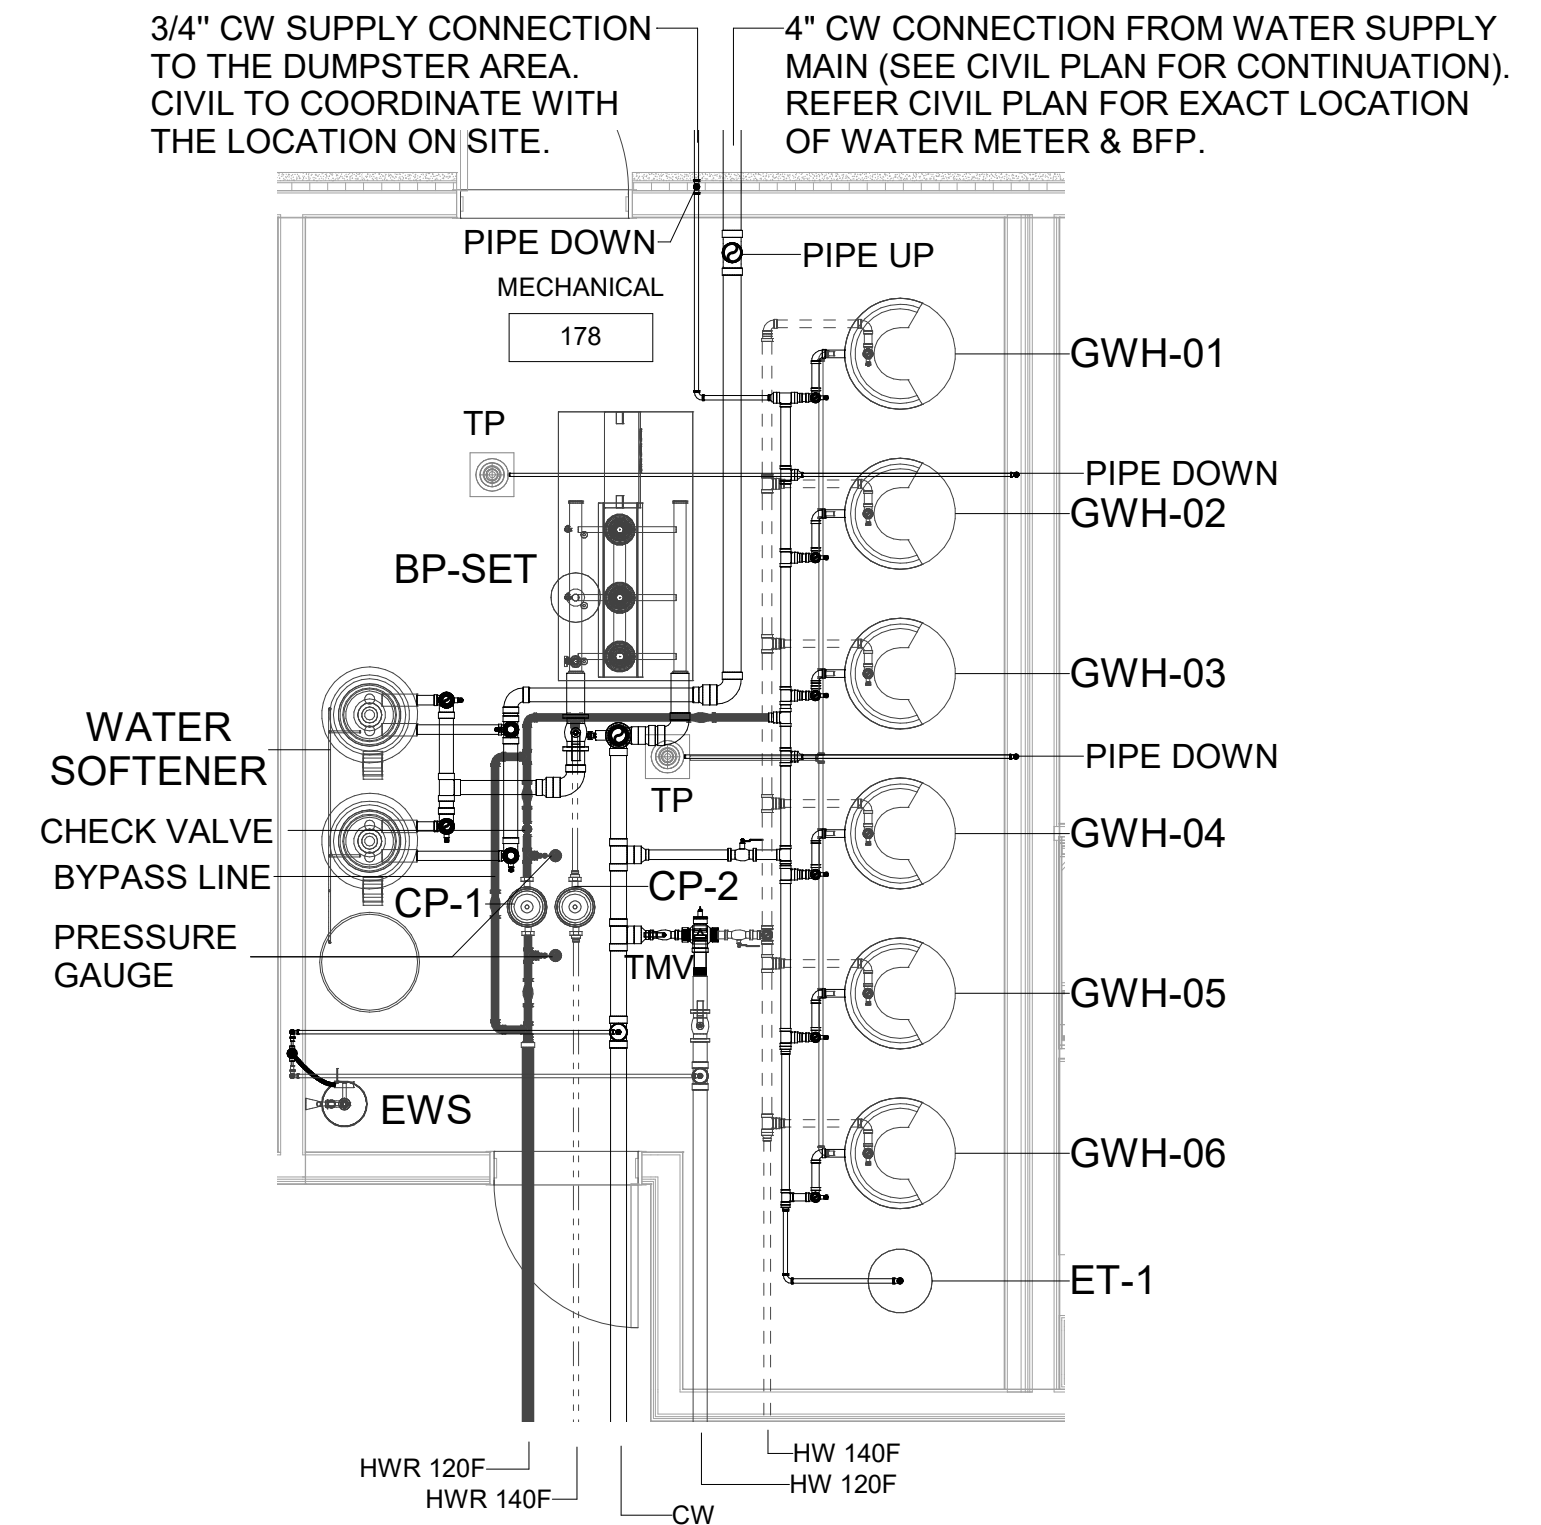 3/4" CW SUPPLY CONNECTION
TO THE DUMPSTER AREA.
CIVIL TO COORDINATE WITH
THE LOCATION ON SITE.
4" CW CONNECTION FROM WATER SUPPLY
MAIN (SEE CIVIL PLAN FOR CONTINUATION).
REFER CIVIL PLAN FOR EXACT LOCATION
OF WATER METER & BFP.
PIPE DOWN
PIPE UP
MECHANICAL
178
GWH-01
TP
PIPE DOWN
GWH-02
BP-SET
GWH-03
WATER
SOFTENER
PIPE DOWN
TP
CHECK VALVE
GWH-04
BYPASS LINE
CP-1
CP-2
PRESSURE
GAUGE
TMV
GWH-05
EWS
GWH-06
ET-1
HW 140F
HWR 120F
HW 120F
HWR 140F
CW